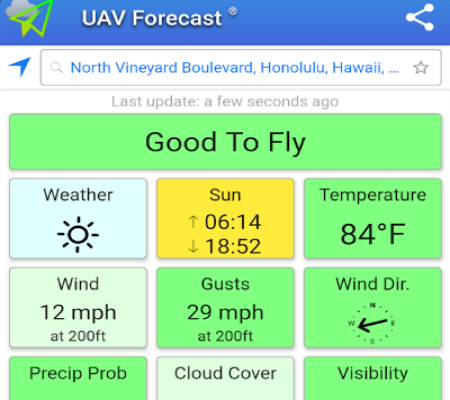 UAV Forecast ®
North Vineyard Boulevard, Honolulu, Hawaii, ...
Last update: a few seconds ago
Good To Fly
Weather
Sun
↑ 06:14
↓ 18:52
Temperature
84°F
Wind
12 mph
at 200ft
Gusts
29 mph
at 200ft
Wind Dir.
N
W E
S
Precip Prob
Cloud Cover
Visibility